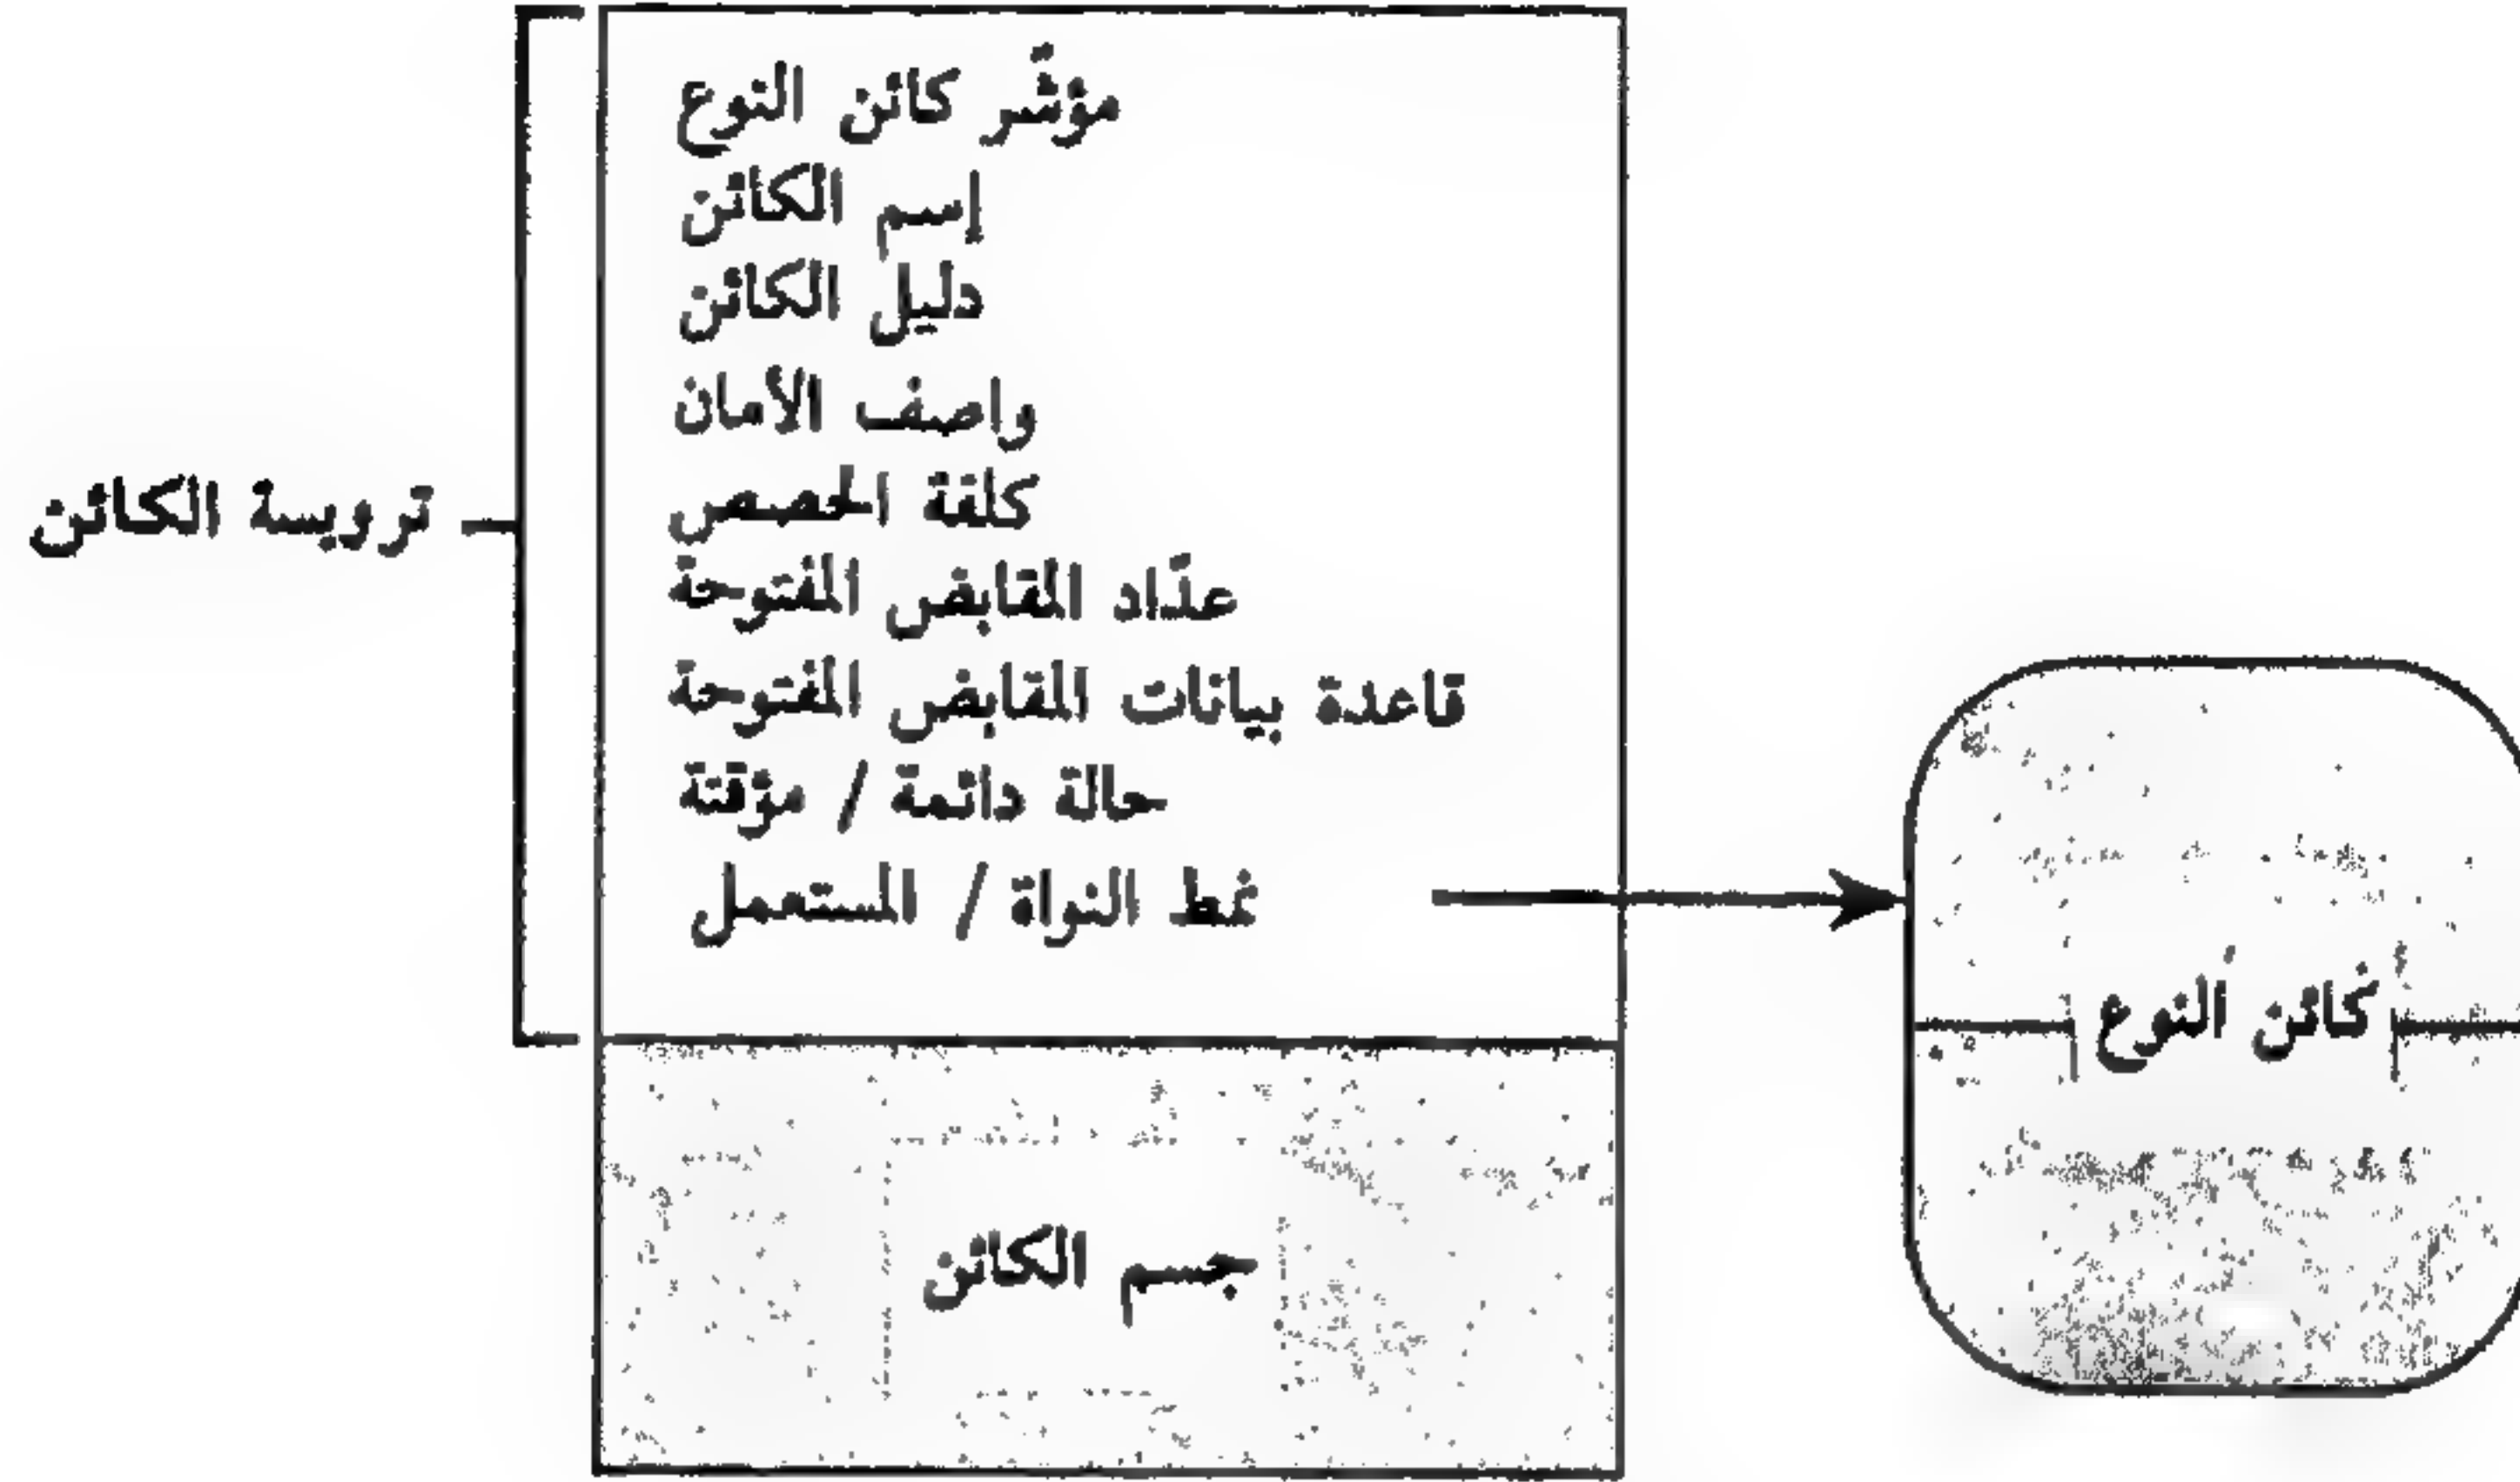 مؤشّر كائن النوع
إسم الكائن
دليل الكائن
واصف الأمان
كلفة الحصص
عدّاد المقابض المفتوحة
قاعدة بيانات المقابض المفتوحة
حالة دائمة / مؤقتة
نمط النواة / المستعمل
ترويسة الكائن
كائن النوع
جسم الكائن